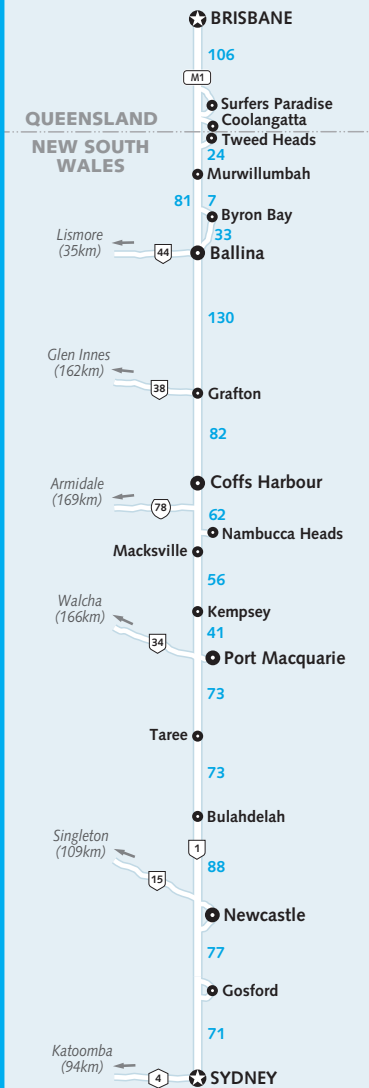 BRISBANE
106
M1
Surfers Paradise
Coolangatta
QUEENSLAND
Tweed Heads
NEW SOUTH
WALES
24
Murwillumbah
81
7
Byron Bay
33
Lismore
(35km)
44
Ballina
130
Glen Innes
(162km)
38
Grafton
82
Coffs Harbour
Armidale
(169km)
78
62
Nambucca Heads
Macksville
56
Walcha
(166km)
Kempsey
41
34
Port Macquarie
73
Taree
73
Bulahdelah
Singleton
(109km)
1
88
15
Newcastle
77
Gosford
71
Katoomba
(94km)
4
SYDNEY